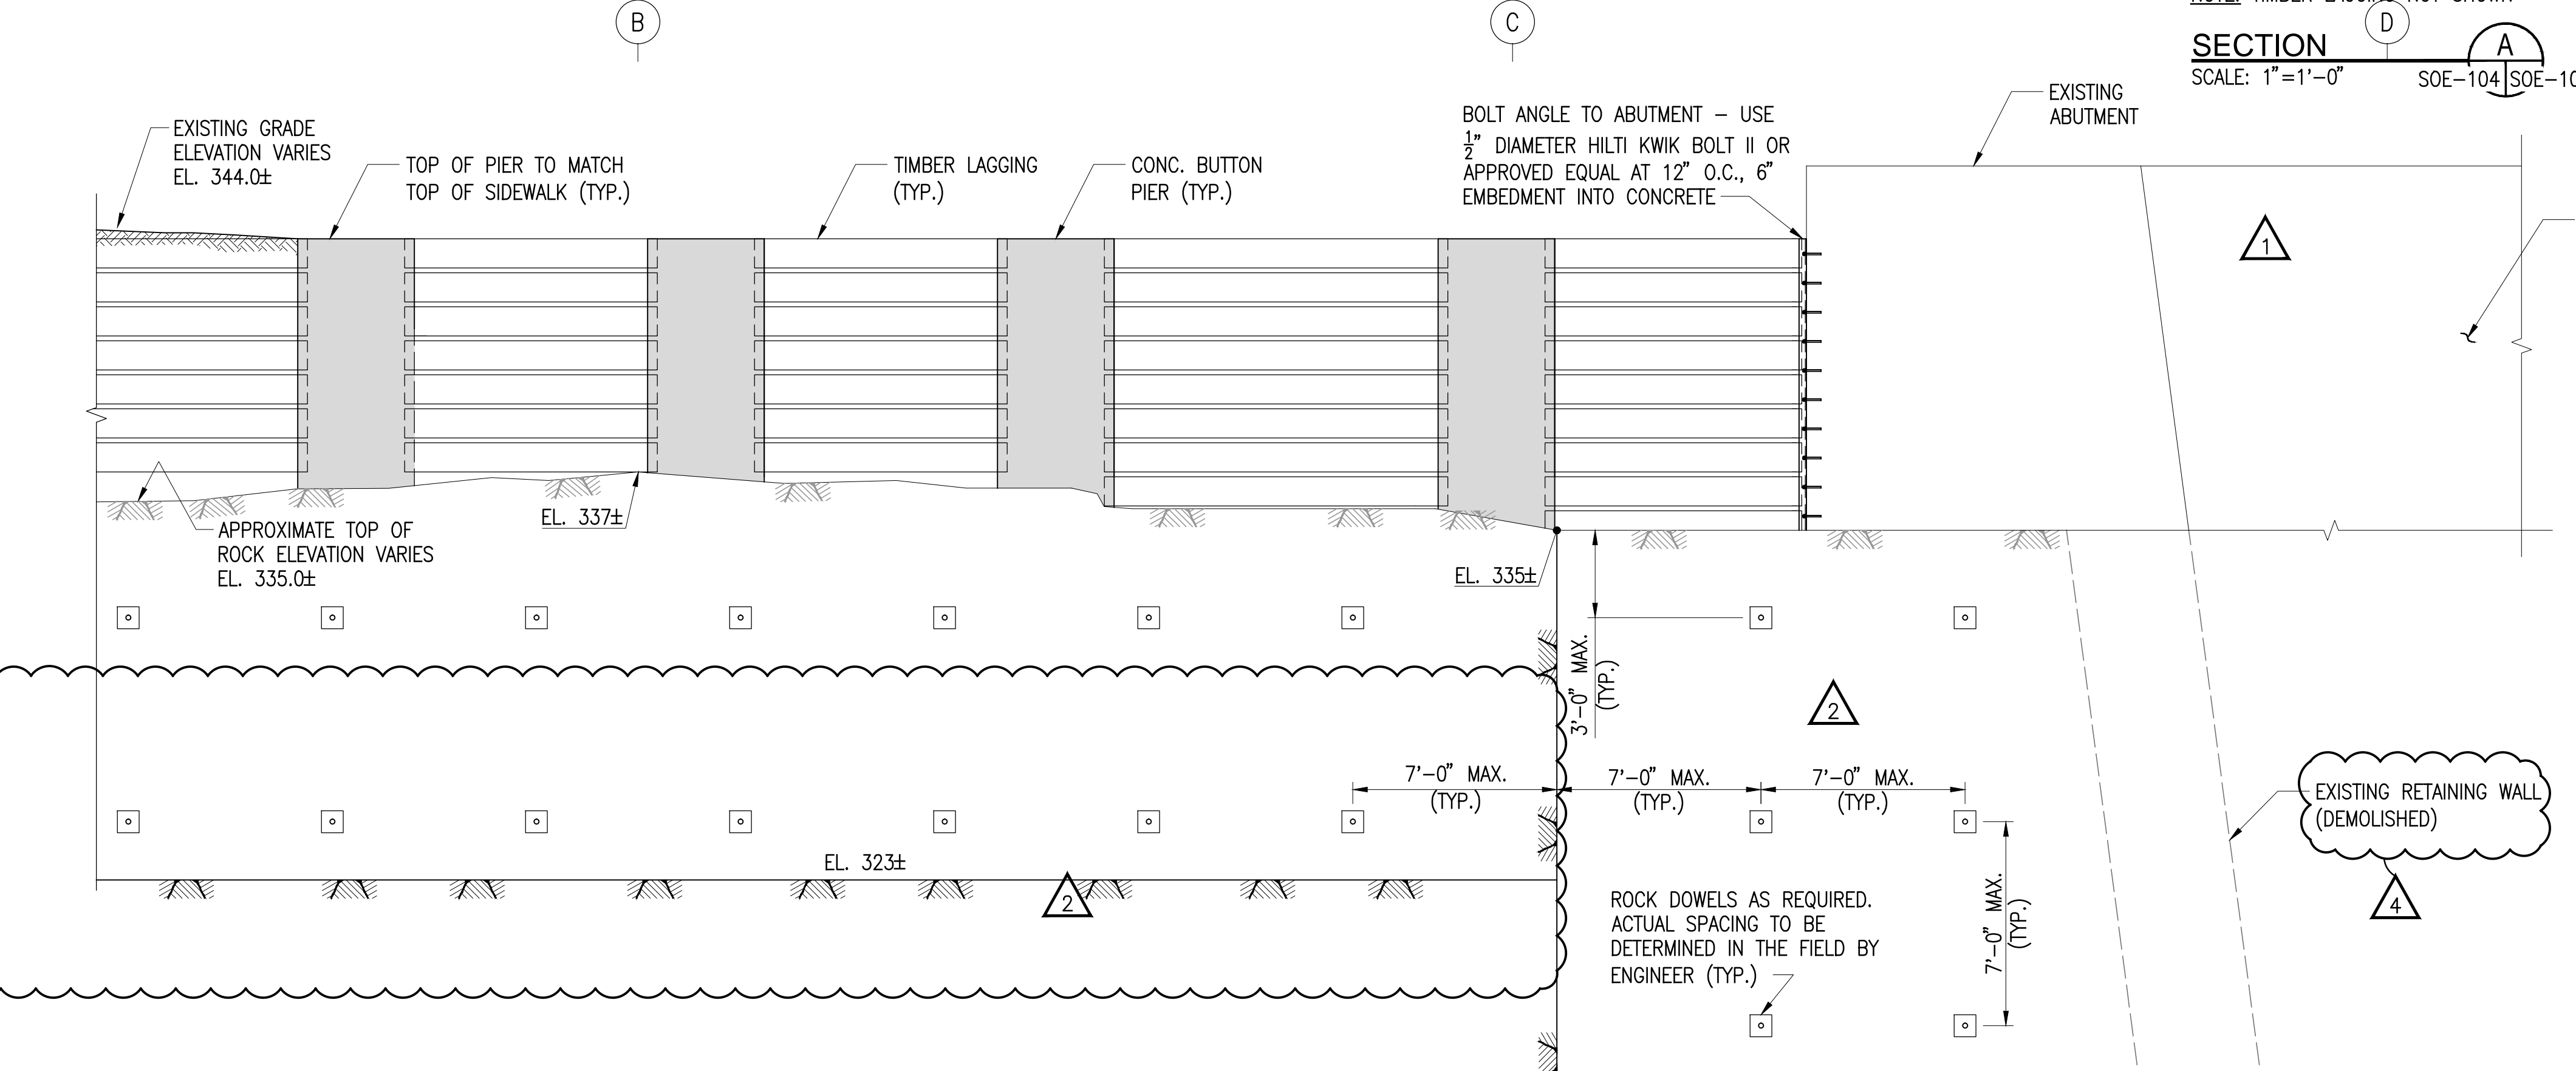 B
C
D
NOTE: TIMBER LAGGING NOT SHOWN
SECTION
A
SCALE: 1"=1'-0"
SOE-104
EXISTING
ABUTMENT
BOLT ANGLE TO ABUTMENT – USE
½" DIAMETER HILTI KWIK BOLT II OR
APPROVED EQUAL AT 12" O.C., 6"
EMBEDMENT INTO CONCRETE
EXISTING GRADE
ELEVATION VARIES
EL. 344.0±
TOP OF PIER TO MATCH
TOP OF SIDEWALK (TYP.)
TIMBER LAGGING
(TYP.)
CONC. BUTTON
PIER (TYP.)
1
EL. 337±
APPROXIMATE TOP OF
ROCK ELEVATION VARIES
EL. 335.0±
EL. 335±
3'-0" MAX.
(TYP.)
2
7'-0" MAX.
(TYP.)
7'-0" MAX.
(TYP.)
7'-0" MAX.
(TYP.)
EXISTING RETAINING WALL
(DEMOLISHED)
4
EL. 323±
2
ROCK DOWELS AS REQUIRED.
ACTUAL SPACING TO BE
DETERMINED IN THE FIELD BY
ENGINEER (TYP.)
7'-0" MAX.
(TYP.)